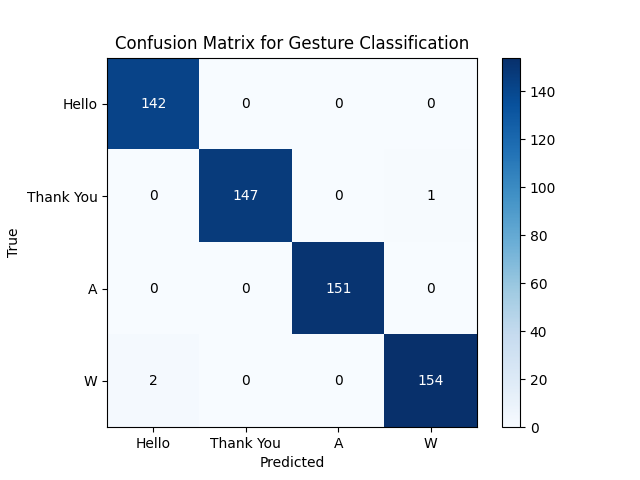 Confusion Matrix for Gesture Classification
True
Hello 142 0 0 0
Thank You 0 147 0 1
A 0 0 151 0
W 2 0 0 154
Hello Thank You A W
Predicted
140
120
100
80
60
40
20
0